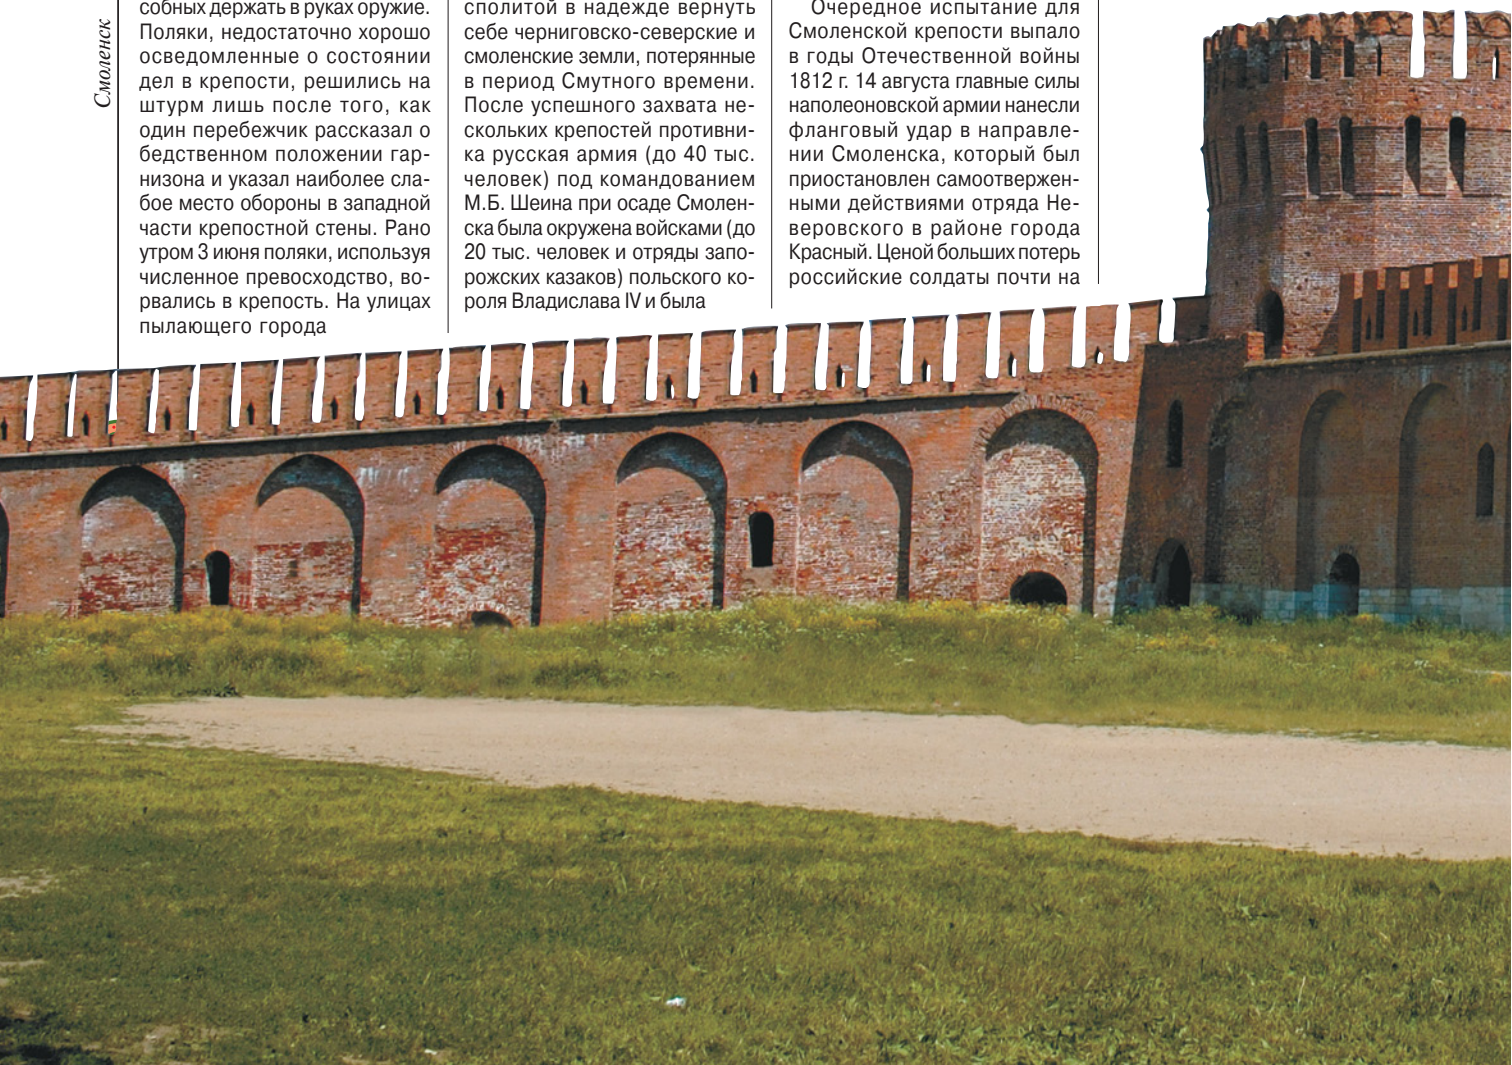 Смоленск
собных держать в руках оружие.
Поляки, недостаточно хорошо
осведомленные о состоянии
дел в крепости, решились на
штурм лишь после того, как
один перебежчик рассказал о
бедственном положении гар-
низона и указал наиболее сла-
бое место обороны в западной
части крепостной стены. Рано
утром 3 июня поляки, используя
численное превосходство, во-
рвались в крепость. На улицах
пылающего города
сполитой в надежде вернуть
себе черниговско-северские и
смоленские земли, потерянные
в период Смутного времени.
После успешного захвата не-
скольких крепостей противни-
ка русская армия (до 40 тыс.
человек) под командованием
М.Б. Шеина при осаде Смолен-
ска была окружена войсками (до
20 тыс. человек и отряды запо-
рожских казаков) польского ко-
роля Владислава IV и была
Очередное испытание для
Смоленской крепости выпало
в годы Отечественной войны
1812 г. 14 августа главные силы
наполеоновской армии нанесли
фланговый удар в направле-
нии Смоленска, который был
приостановлен самоотвержен-
ными действиями отряда Не-
веровского в районе города
Красный. Ценой больших потерь
российские солдаты почти на